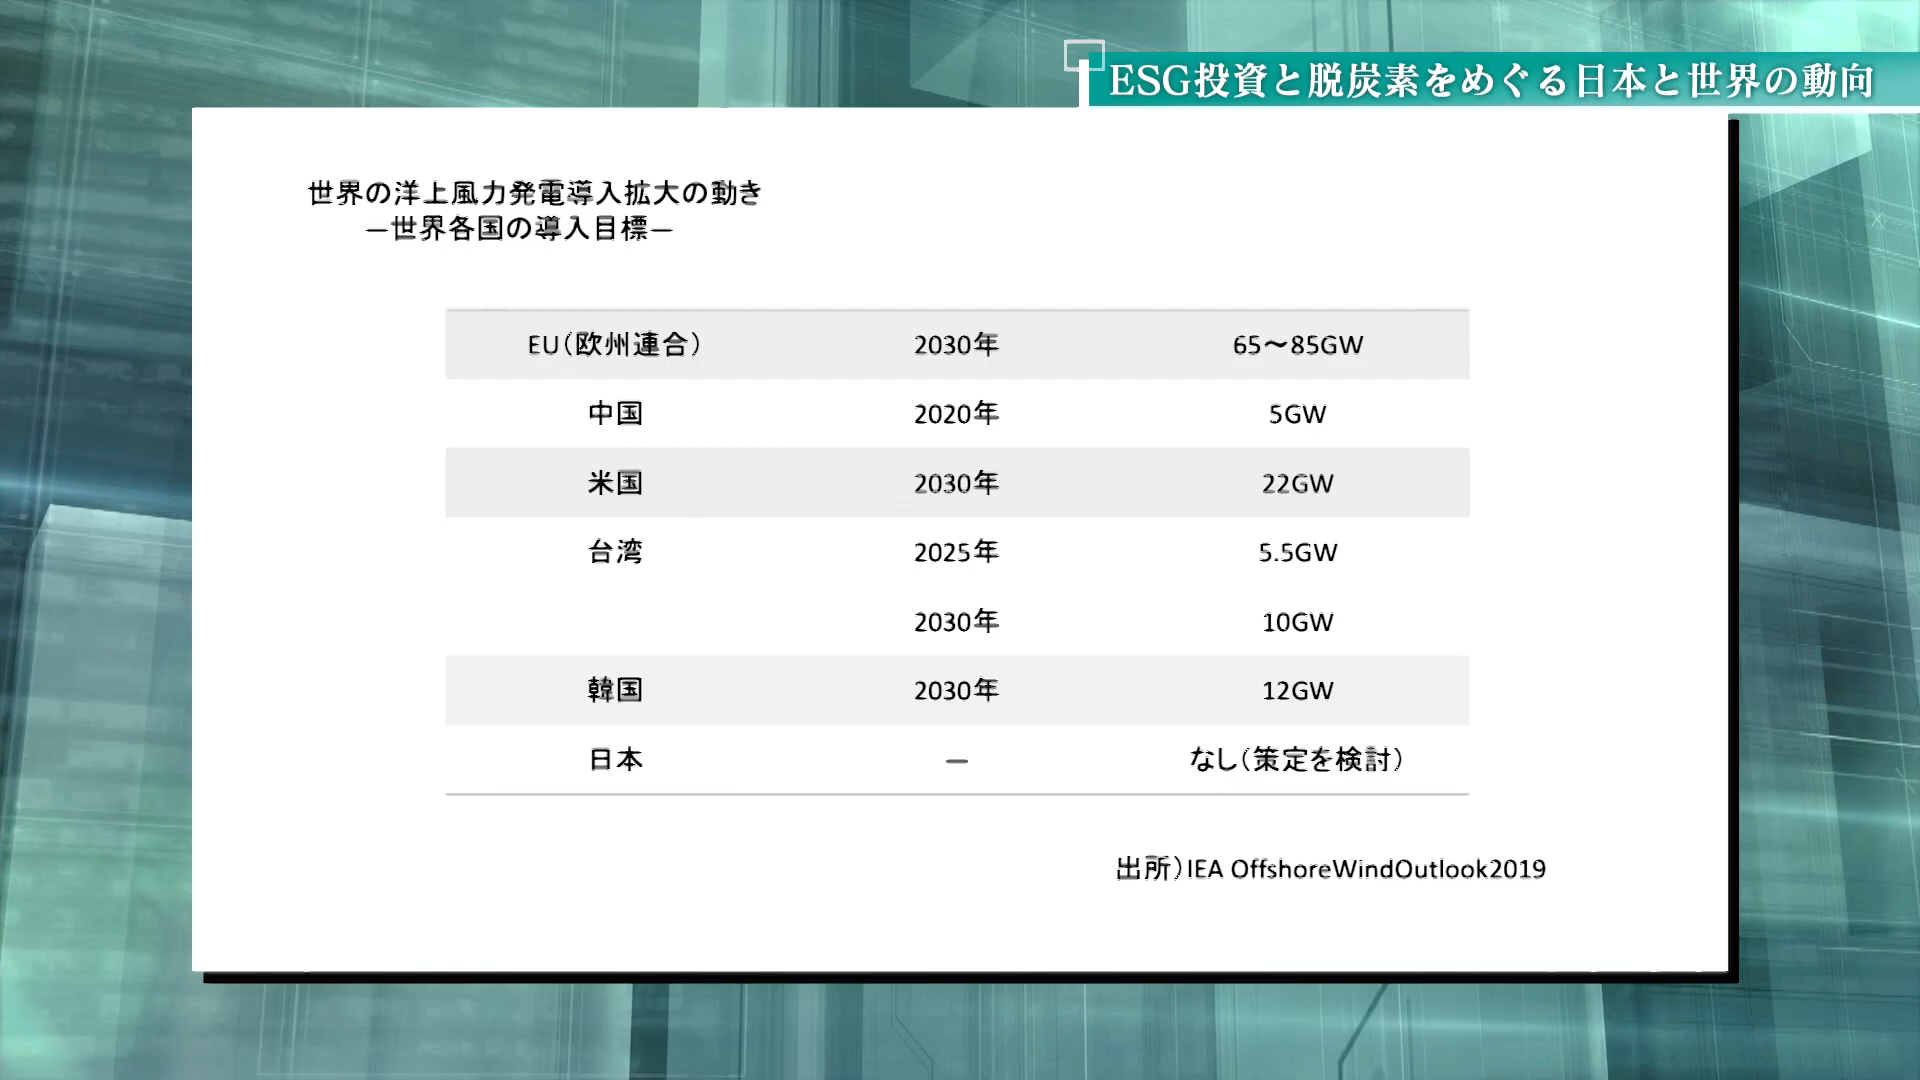 ESG投資と脱炭素をめぐる日本と世界の動向
世界の洋上風力発電導入拡大の動き
―世界各国の導入目標―
EU（欧州連合） 2030年 65～85GW
中国 2020年 5GW
米国 2030年 22GW
台湾 2025年 5.5GW
2030年 10GW
韓国 2030年 12GW
日本 ― なし（策定を検討）
出所）IEA OffshoreWindOutlook2019